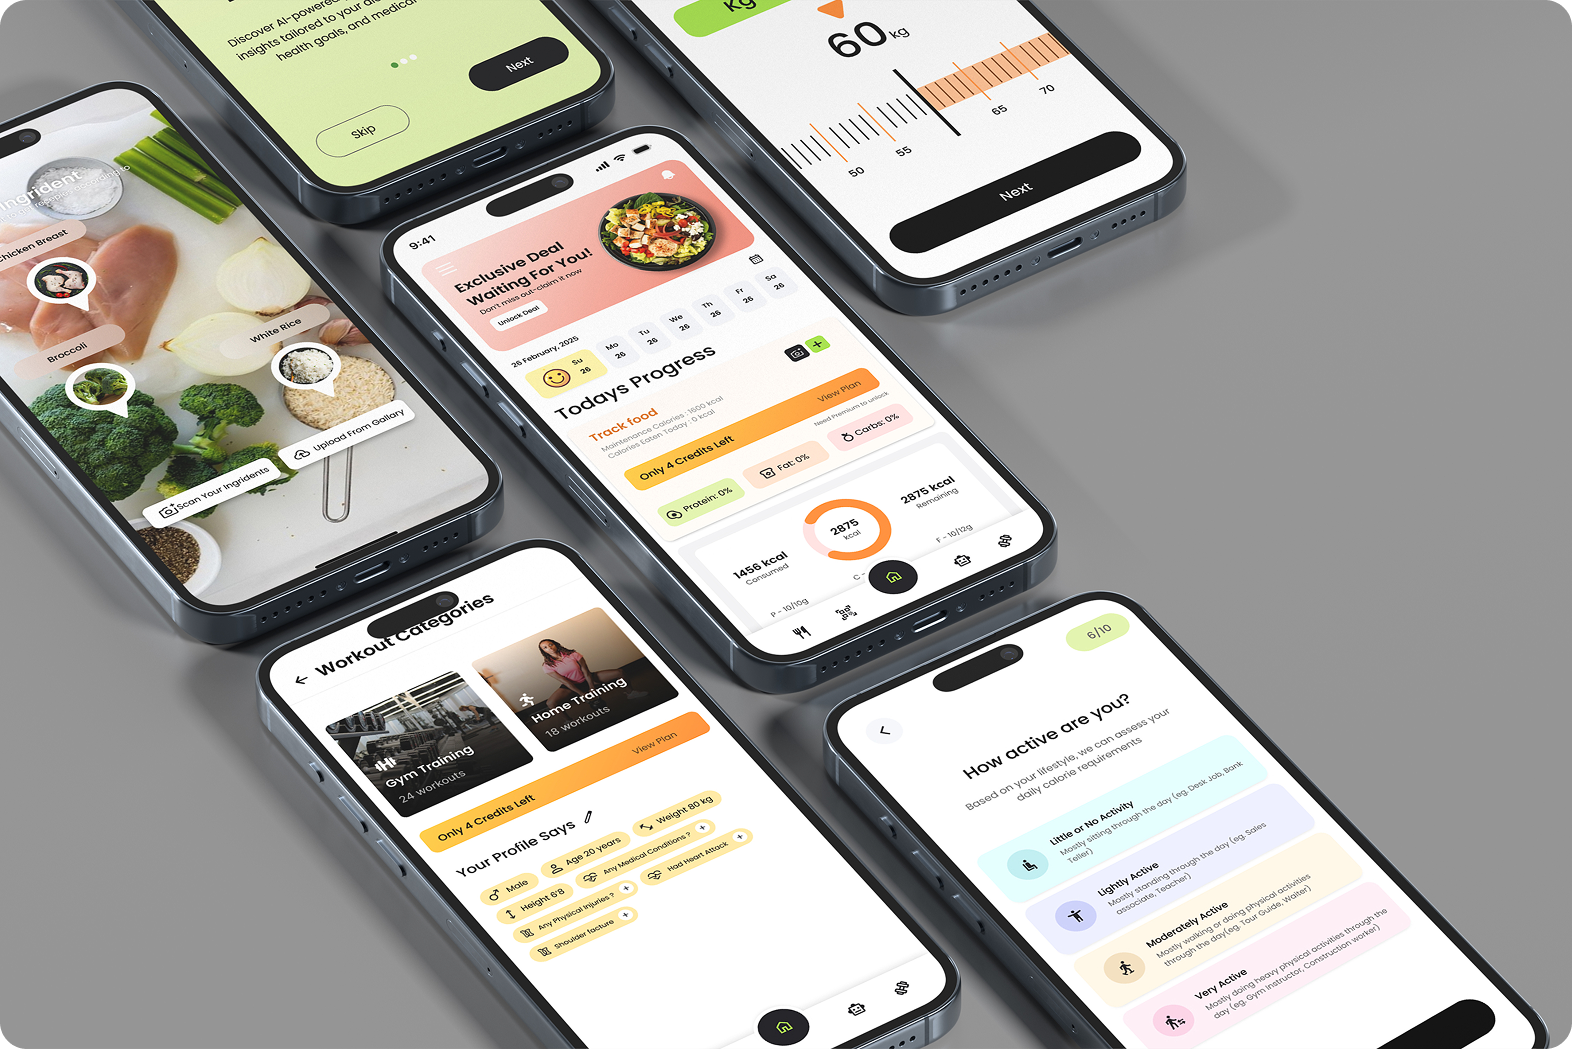 Discover AI-powered
insights tailored to your
health goals, and medical
Next
Skip
Kg
60 kg
50
55
65
70
Next
Ingrident
Chicken Breast
Broccoli
White Rice
Scan Your Ingridents
Upload From Gallary
9:41
Exclusive Deal
Waiting For You!
Don't miss out-claim it now
Unlock Deal
26 February, 2025
Su
26
Mo
26
Tu
26
We
26
Th
26
Fr
26
Sa
26
Todays Progress
Track food
Maintenance Calories : 1600 kcal
Calories Eaten Today : 0 kcal
View Plan
Only 4 Credits Left
Need Premium to unlock
Protein: 0%
Fat: 0%
Carbs: 0%
2875
kcal
2875 kcal
Remaining
1456 kcal
Consumed
P - 10/10g
C -
F - 10/12g
Workout Categories
Gym Training
24 workouts
Home Training
18 workouts
Only 4 Credits Left
View Plan
Your Profile Says
Male
Age 20 years
Weight 80 kg
Height 6'8
Any Medical Conditions ?
Any Physical Injuries ?
Had Heart Attack
Shoulder facture
6/10
How active are you?
Based on your lifestyle, we can assess your
daily calorie requirements
Little or No Activity
Mostly sitting through the day (eg. Desk Job, Bank
Teller)
Lightly Active
Mostly standing through the day (eg. Sales
associate, Teacher)
Moderately Active
Mostly walking or doing physical activities
through the day(eg. Tour Guide, Waiter)
Very Active
Mostly doing heavy physical activities through the
day (eg. Gym Instructor, Construction worker)